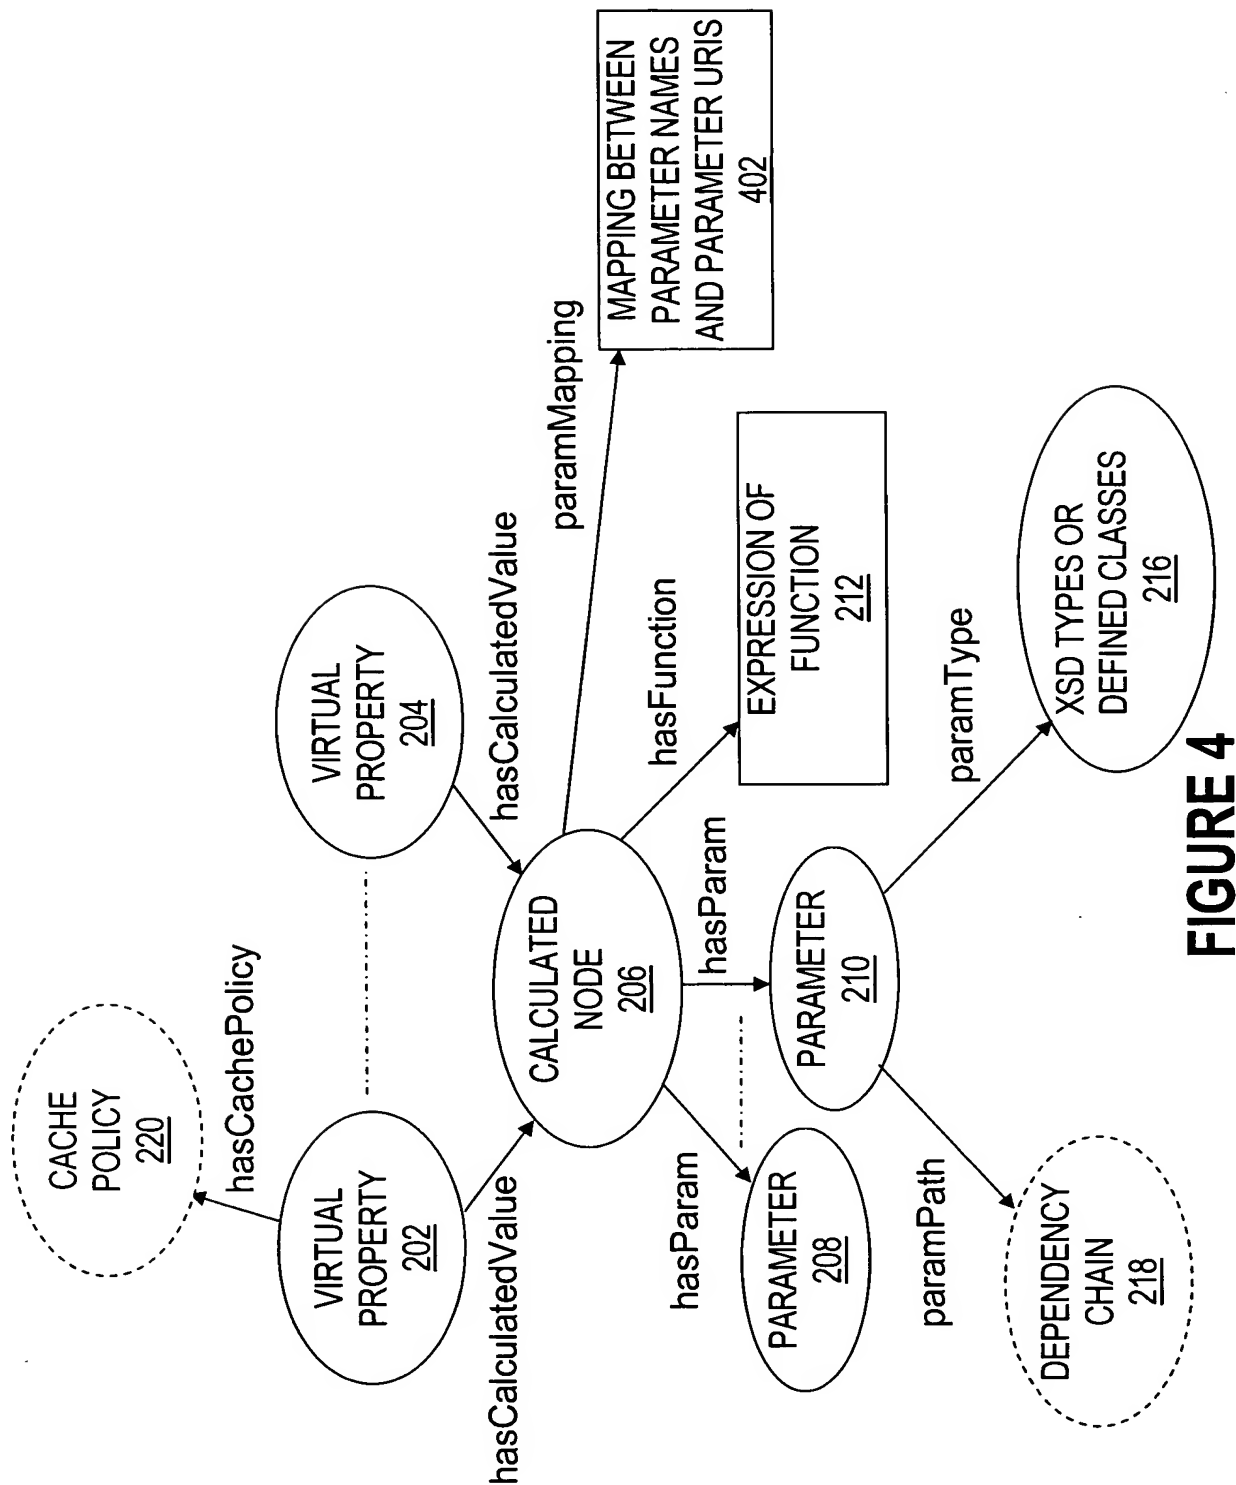 CACHE
POLICY
220
hasCachePolicy
VIRTUAL
PROPERTY
202
VIRTUAL
PROPERTY
204
hasCalculatedValue
hasCalculatedValue
CALCULATED
NODE
206
paramMapping
MAPPING BETWEEN
PARAMETER NAMES
AND PARAMETER URIS
402
hasFunction
EXPRESSION OF
FUNCTION
212
hasParam
hasParam
PARAMETER
208
PARAMETER
210
paramPath
paramType
DEPENDENCY
CHAIN
218
XSD TYPES OR
DEFINED CLASSES
216
FIGURE 4